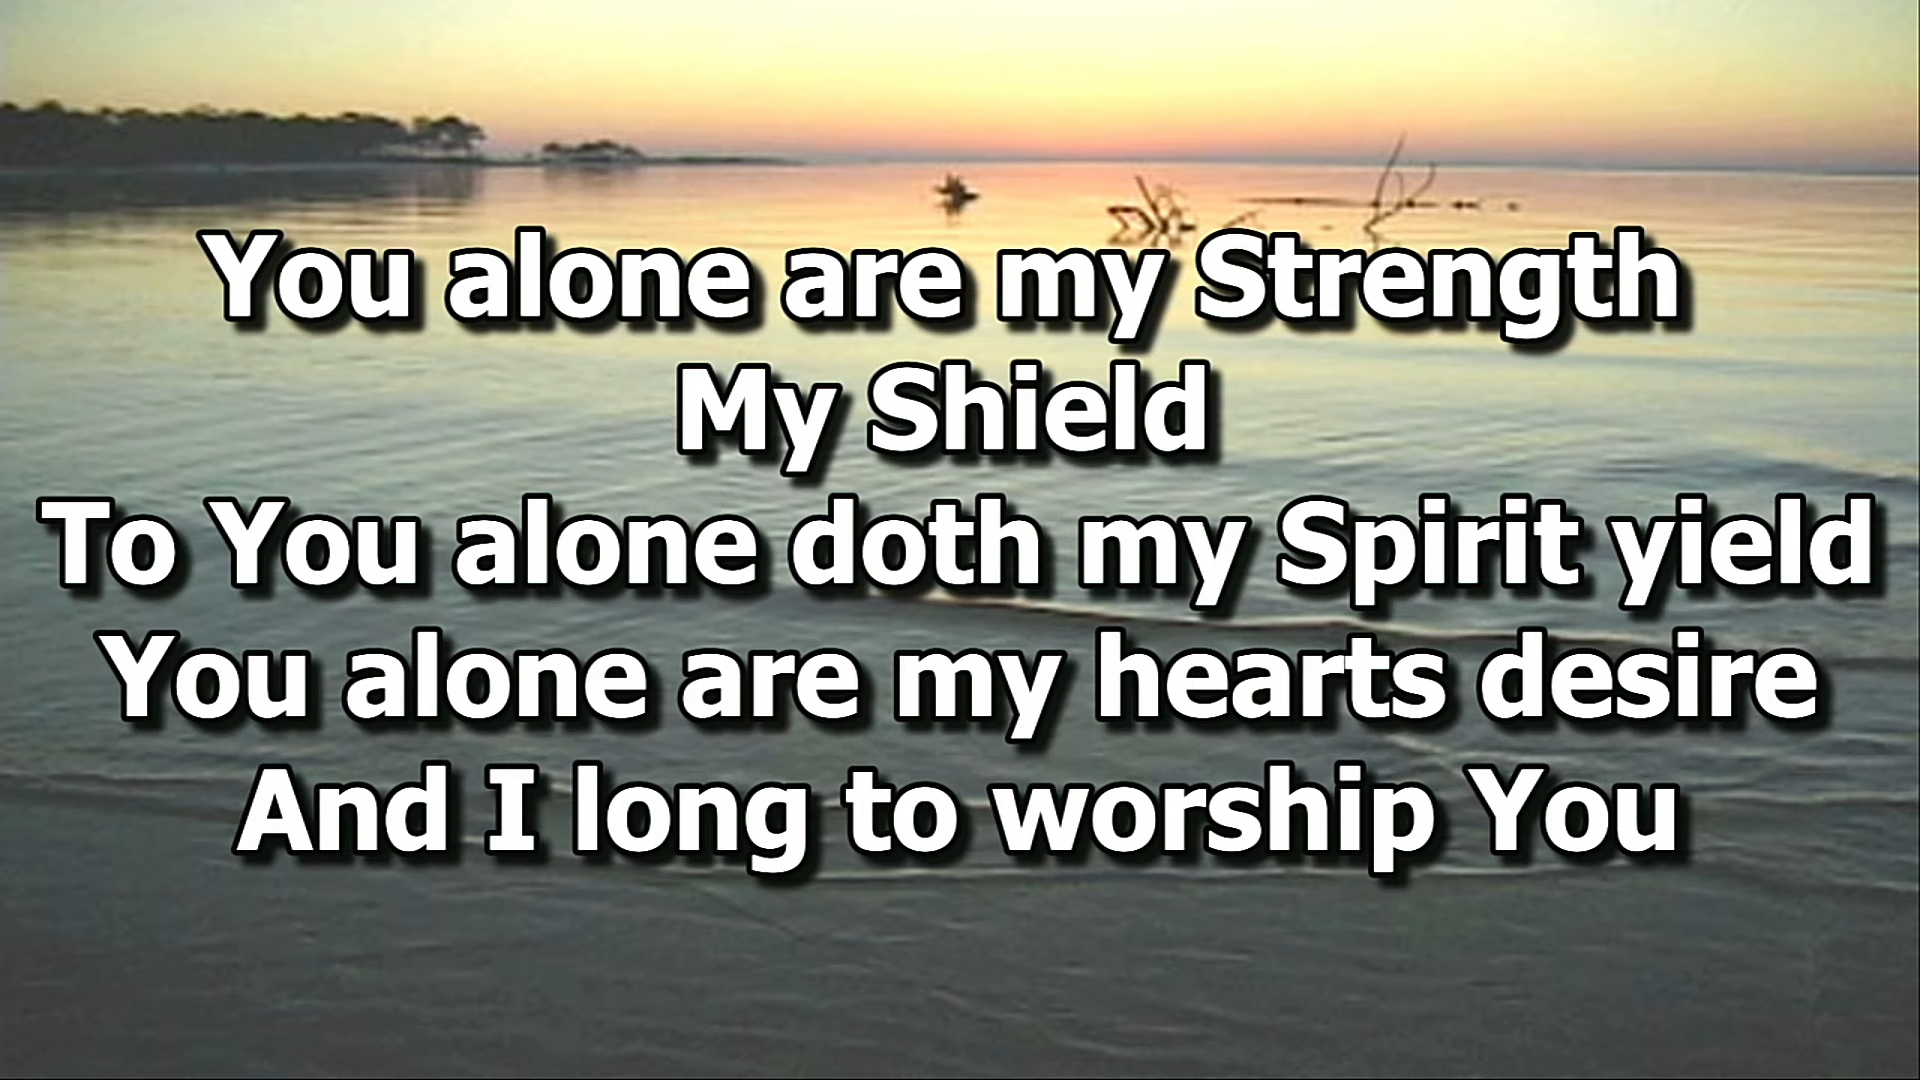 You alone are my Strength
My Shield
To You alone doth my Spirit yield
You alone are my hearts desire
And I long to worship You